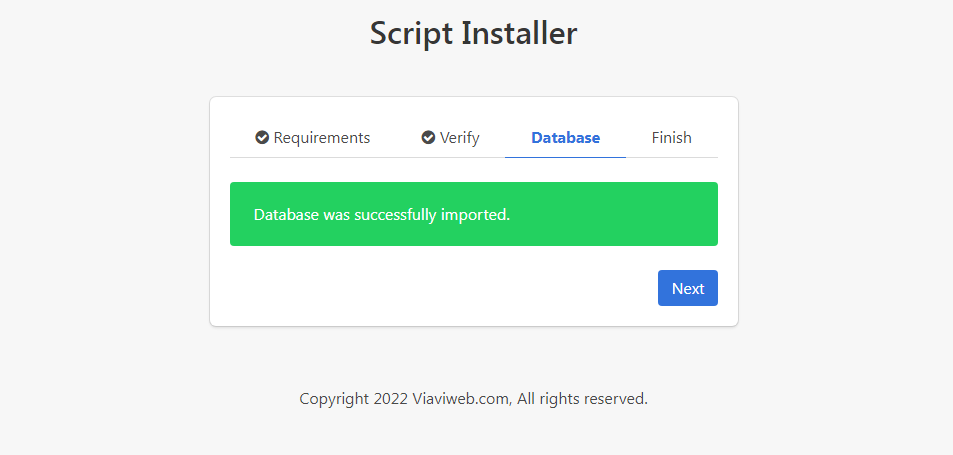 Script Installer
Requirements Verify Database Finish
Database was successfully imported.
Next
Copyright 2022 Viaviweb.com, All rights reserved.